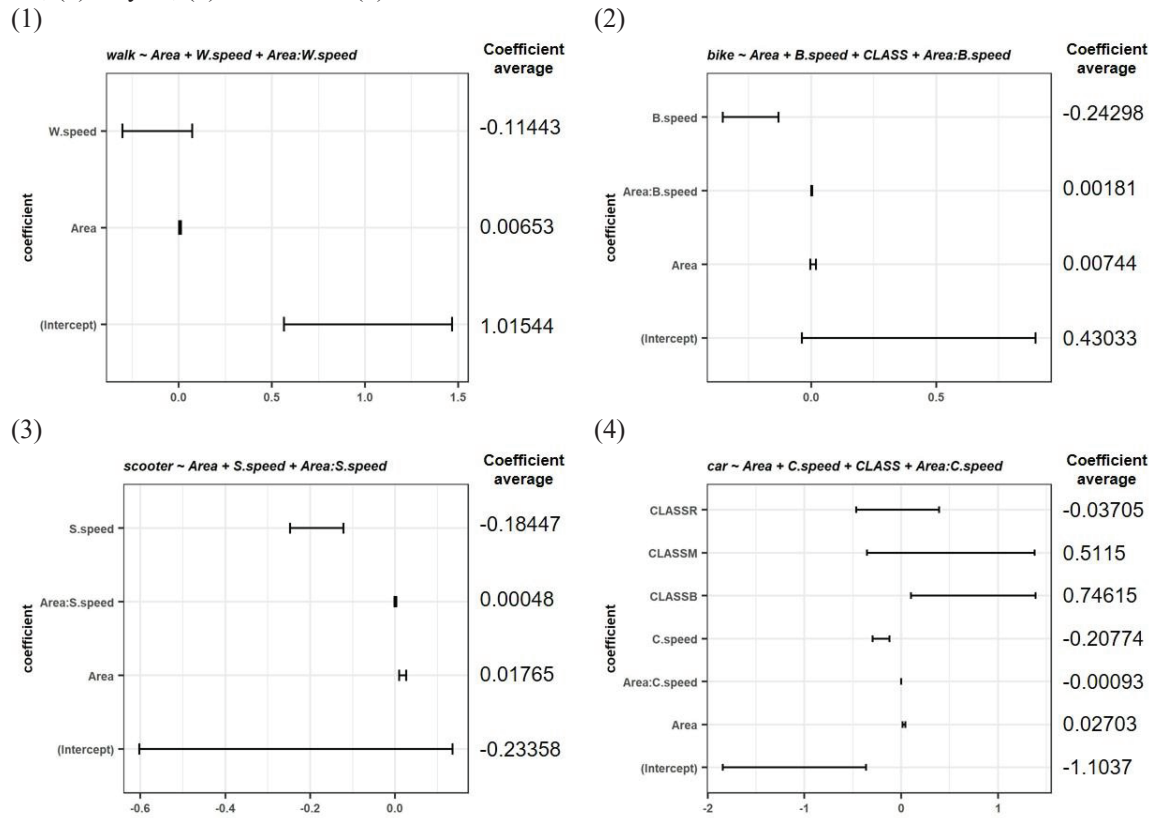 (1)
walk ~ Area + W.speed + Area:W.speed
Coefficient
average
W.speed
-0.11443
Area
0.00653
(Intercept)
1.01544
coefficient
0.0 0.5 1.0 1.5
(2)
bike ~ Area + B.speed + CLASS + Area:B.speed
Coefficient
average
B.speed
-0.24298
Area:B.speed
0.00181
Area
0.00744
(Intercept)
0.43033
coefficient
0.0 0.5
(3)
scooter ~ Area + S.speed + Area:S.speed
Coefficient
average
S.speed
-0.18447
Area:S.speed
0.00048
Area
0.01765
(Intercept)
-0.23358
coefficient
-0.6 -0.4 -0.2 0.0
(4)
car ~ Area + C.speed + CLASS + Area:C.speed
Coefficient
average
CLASSR
-0.03705
CLASSM
0.5115
CLASSB
0.74615
C.speed
-0.20774
Area:C.speed
-0.00093
Area
0.02703
(Intercept)
-1.1037
coefficient
-2 -1 0 1